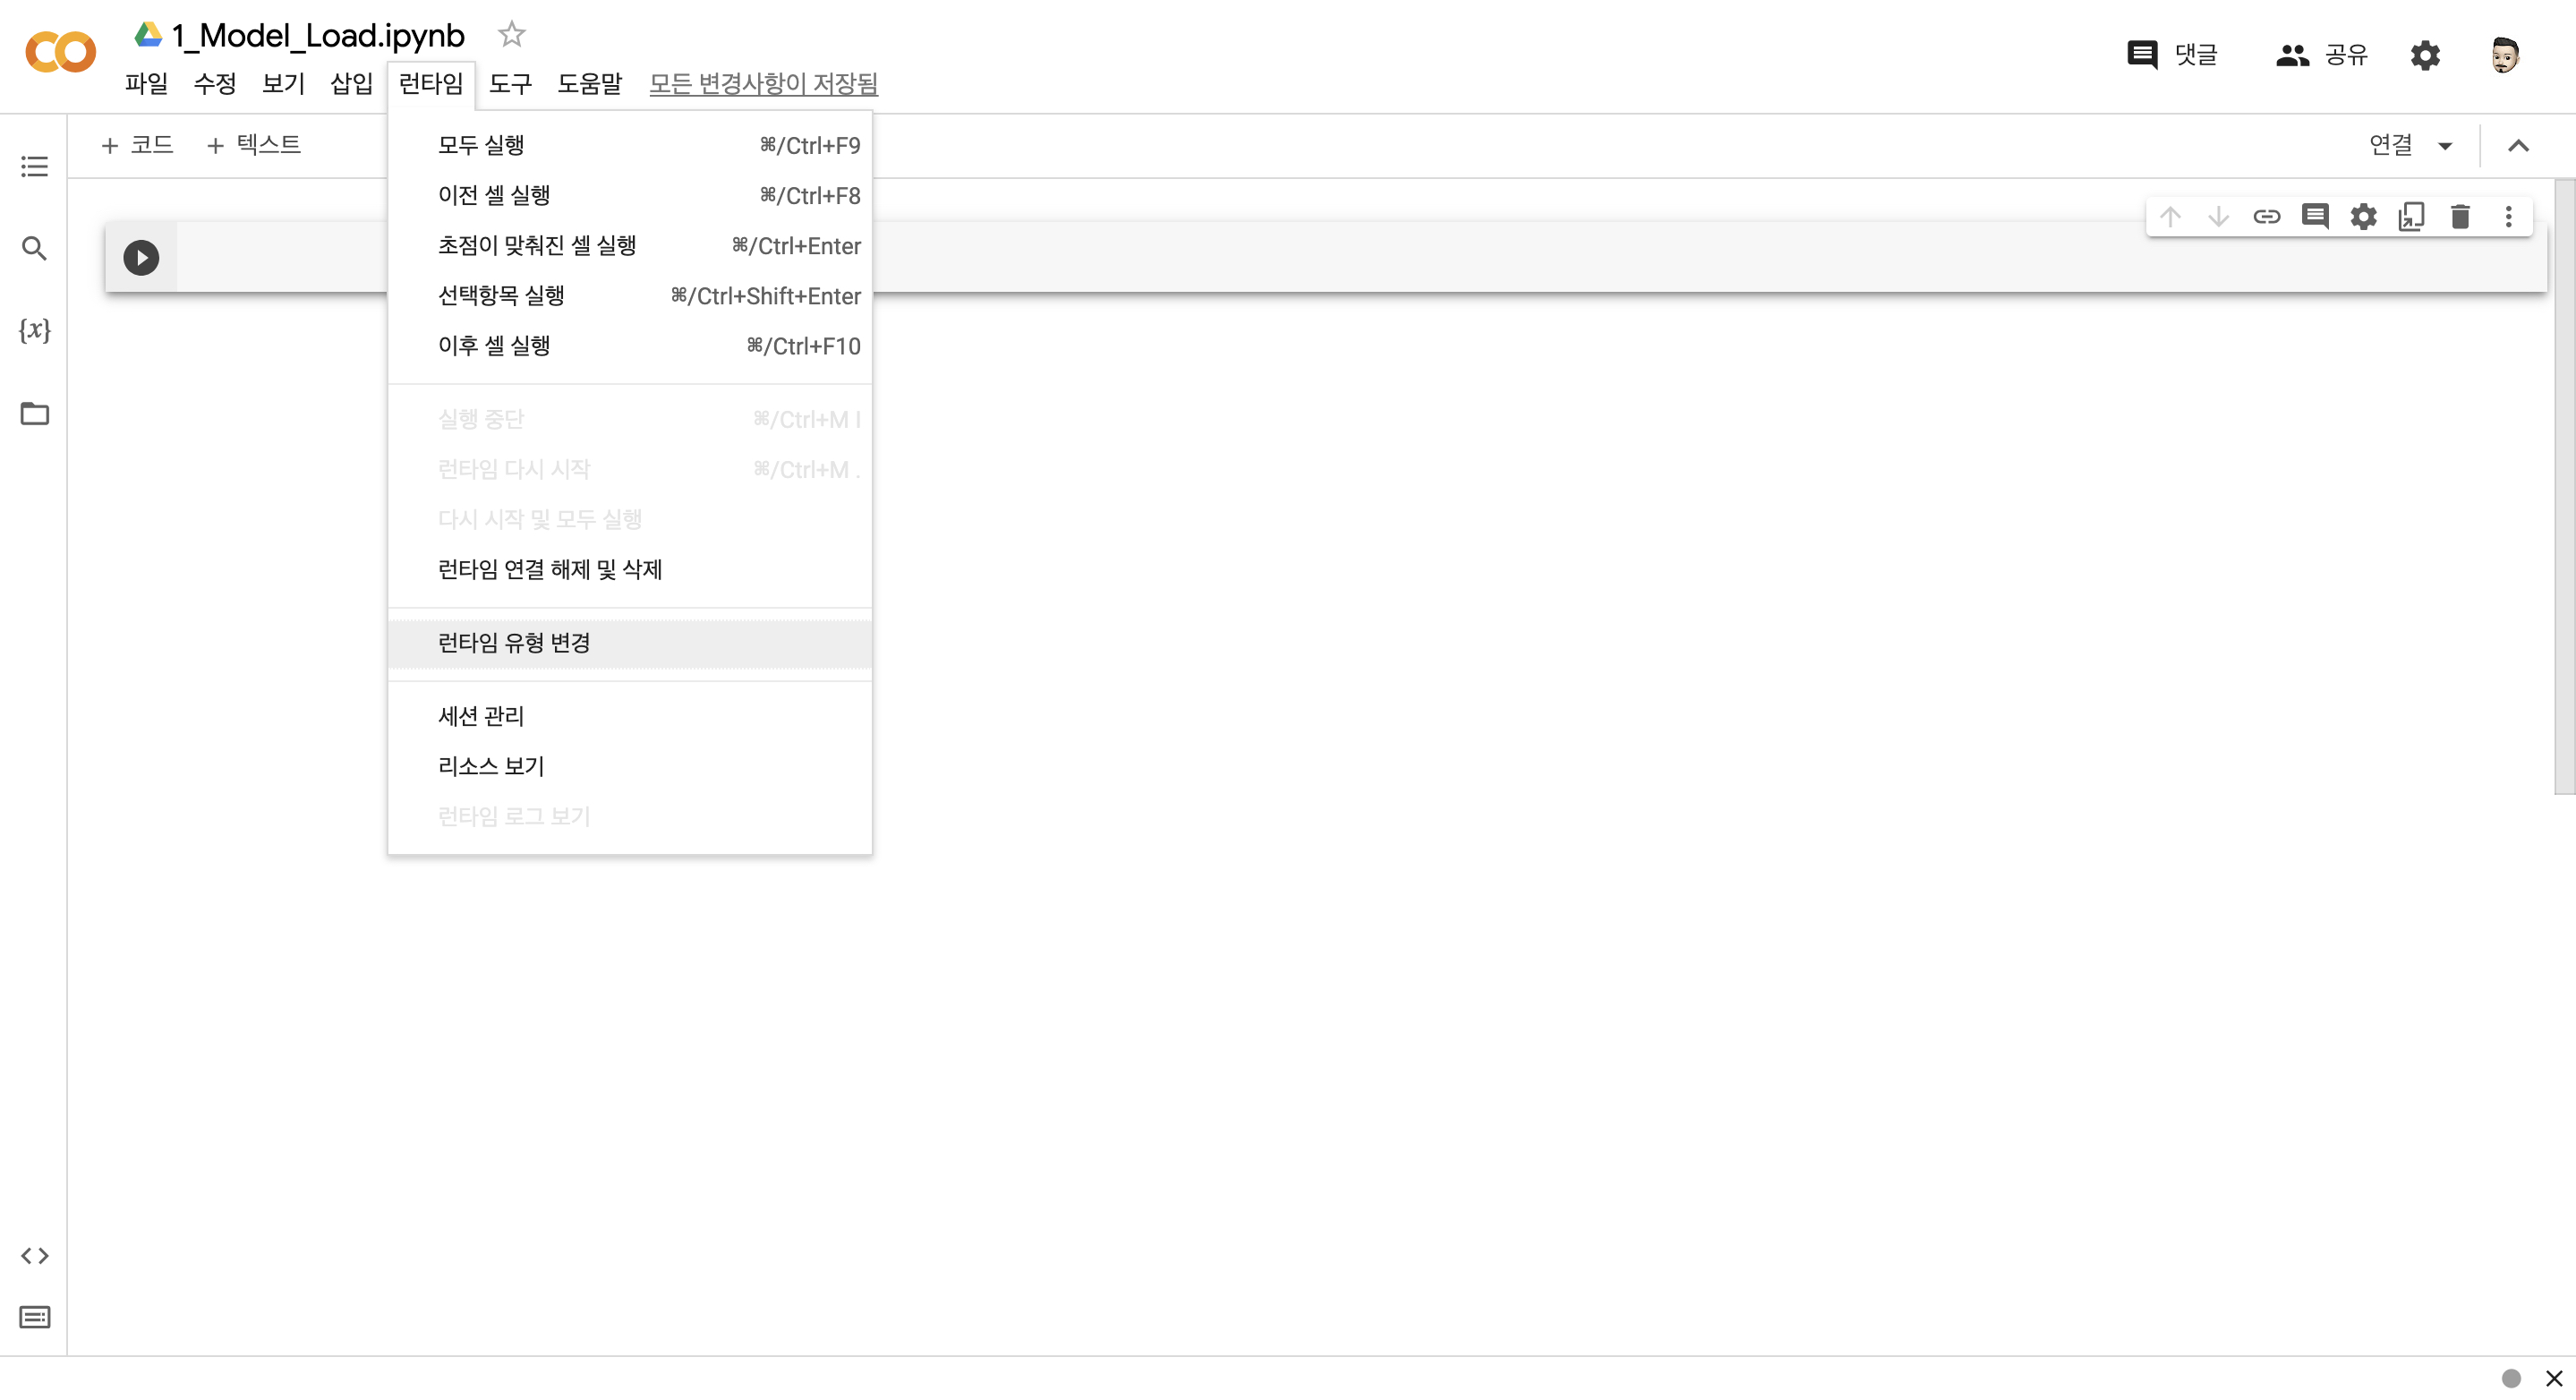 1_Model_Load.ipynb
파일 수정 보기 삽입 런타임 도구 도움말 모든 변경사항이 저장됨
댓글 공유
+ 코드 + 텍스트
연결
모두 실행 ⌘/Ctrl+F9
이전 셀 실행 ⌘/Ctrl+F8
초점이 맞춰진 셀 실행 ⌘/Ctrl+Enter
선택항목 실행 ⌘/Ctrl+Shift+Enter
이후 셀 실행 ⌘/Ctrl+F10
실행 중단 ⌘/Ctrl+M I
런타임 다시 시작 ⌘/Ctrl+M .
다시 시작 및 모두 실행
런타임 연결 해제 및 삭제
런타임 유형 변경
세션 관리
리소스 보기
런타임 로그 보기
{x}